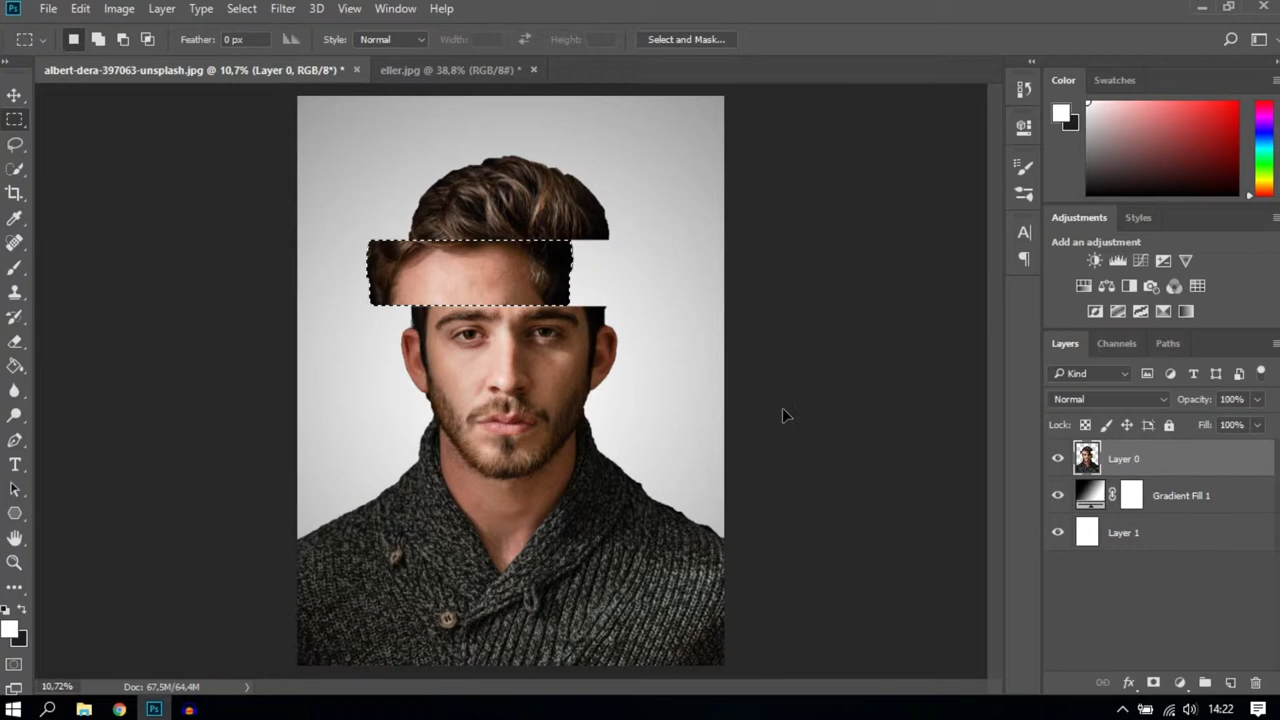 Ps File Edit Image Layer Type Select Filter 3D View Window Help
Feather: 0 px Style: Normal Width: Height: Select and Mask...
albert-dera-397063-unsplash.jpg @ 10,7% (Layer 0, RGB/8*) * eller.jpg @ 38,8% (RGB/8#) *
Color Swatches
Adjustments Styles
Add an adjustment
Layers Channels Paths
Kind
Normal Opacity: 100%
Lock: Fill: 100%
Layer 0
Gradient Fill 1
Layer 1
10,72% Doc: 67,5M/64,4M
Ps 14:22